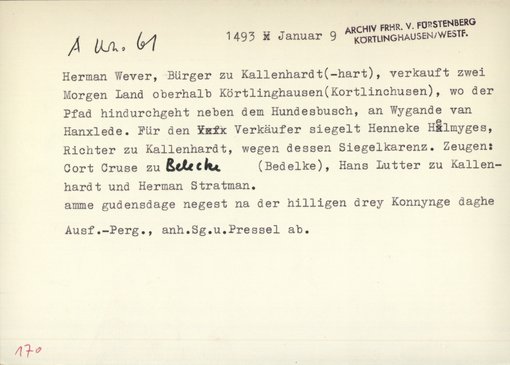 A Nr. 61
1493 Januar 9
ARCHIV FRHR. V. FÜRSTENBERG
KÖRTLINGHAUSEN/WESTF.
Herman Wever, Bürger zu Kallenhardt(-hart), verkauft zwei
Morgen Land oberhalb Körtlinghausen(Kortlinchusen), wo der
Pfad hindurchgeht neben dem Hundesbusch, an Wygande van
Hanxlede. Für den Verkäufer siegelt Henneke Holmyges,
Richter zu Kallenhardt, wegen dessen Siegelkarenz. Zeugen:
Cort Cruse zu Belecke (Bedelke), Hans Lutter zu Kallen-
hardt und Herman Stratman.
amme gudensdage negest na der hilligen drey Konnynge daghe
Ausf.-Perg., anh.Sg.u.Pressel ab.
170